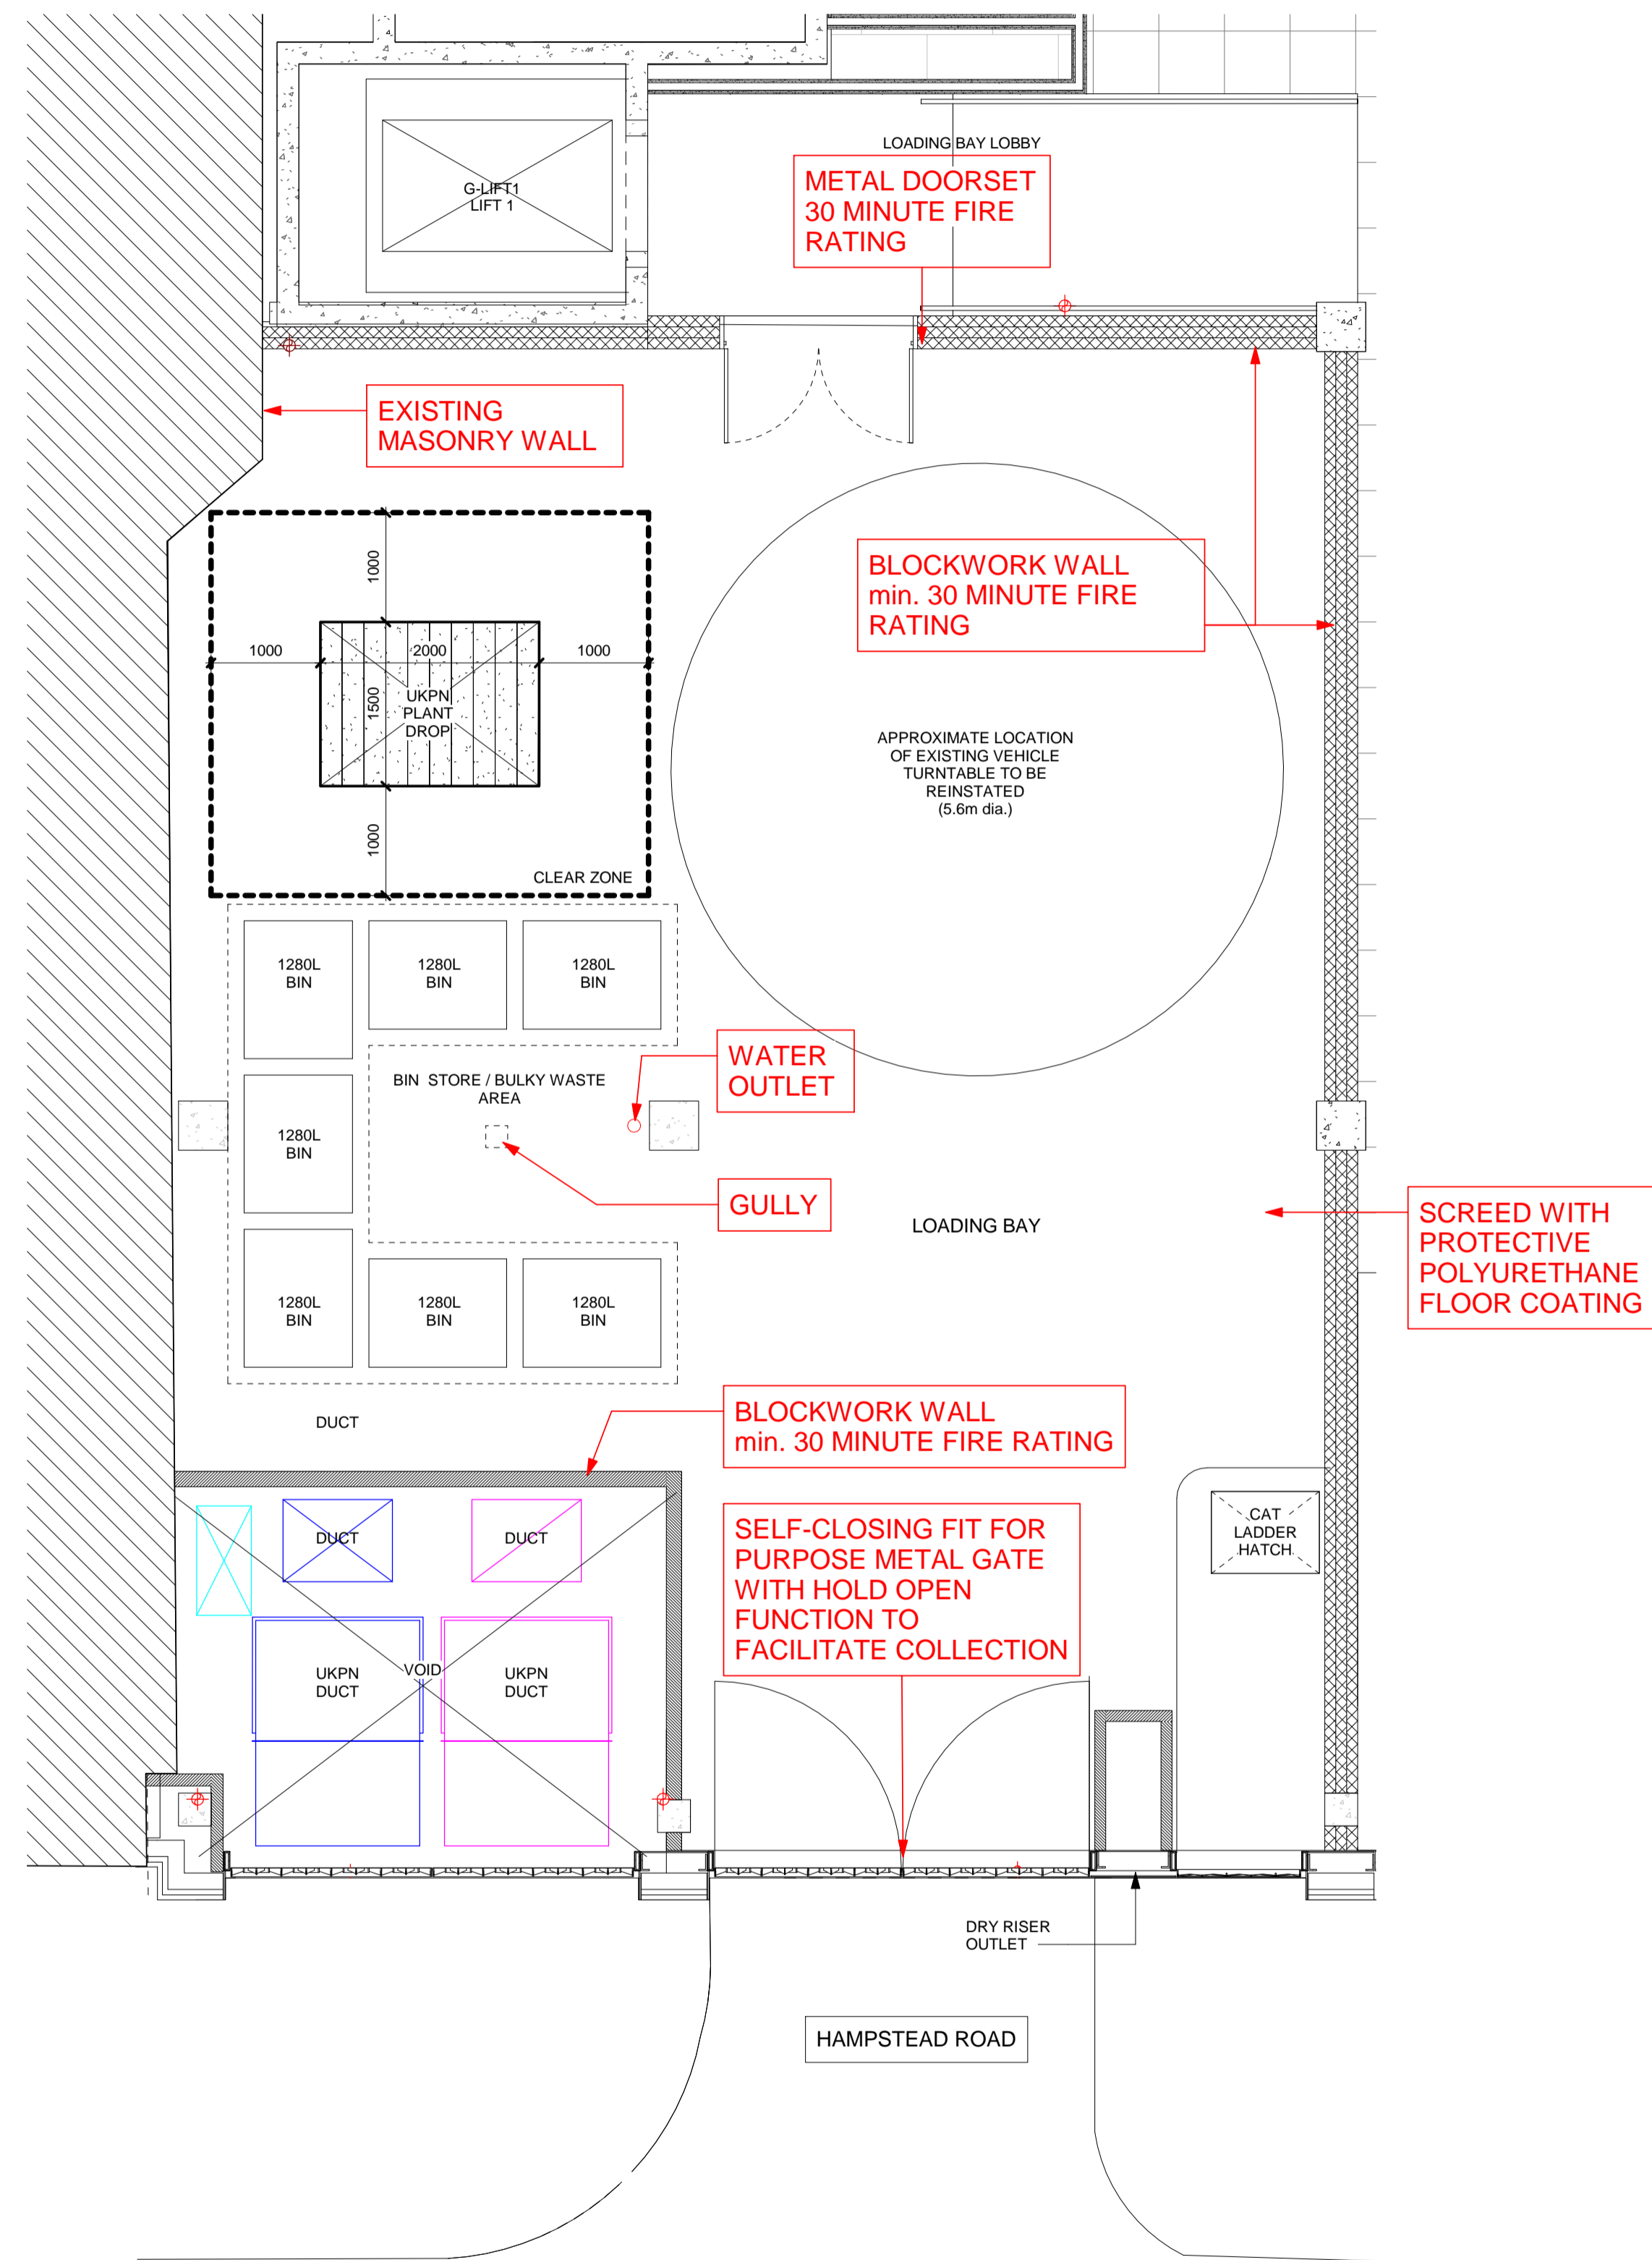 LOADING BAY LOBBY
METAL DOORSET
30 MINUTE FIRE
RATING
G-LIFT1
LIFT 1
EXISTING
MASONRY WALL
BLOCKWORK WALL
min. 30 MINUTE FIRE
RATING
1000
1000
2000
1000
1500
UKPN
PLANT
DROP
1000
CLEAR ZONE
APPROXIMATE LOCATION
OF EXISTING VEHICLE
TURNTABLE TO BE
REINSTATED
(5.6m dia.)
1280L
BIN
1280L
BIN
1280L
BIN
WATER
OUTLET
BIN STORE / BULKY WASTE
AREA
1280L
BIN
GULLY
LOADING BAY
SCREED WITH
PROTECTIVE
POLYURETHANE
FLOOR COATING
1280L
BIN
1280L
BIN
1280L
BIN
DUCT
BLOCKWORK WALL
min. 30 MINUTE FIRE RATING
DUCT
DUCT
SELF-CLOSING FIT FOR
PURPOSE METAL GATE
WITH HOLD OPEN
FUNCTION TO
FACILITATE COLLECTION
CAT
LADDER
HATCH
UKPN
DUCT
VOID
UKPN
DUCT
DRY RISER
OUTLET
HAMPSTEAD ROAD